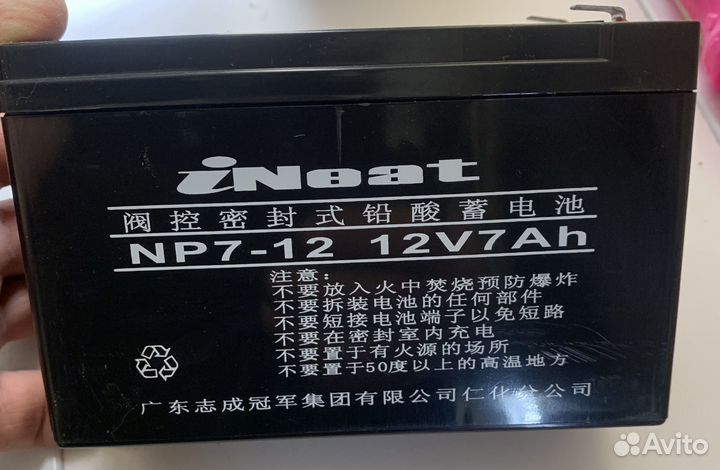 iNeat
阀控密封式铅酸蓄电池
NP7-12 12V7Ah
注意:
不要放入火中焚烧预防爆炸
不要拆装电池的任何部件
不要短接电池端子以免短路
不要在密封室内充电
不要置于有火源的场所
不要置于50度以上的高温地方
广东志成冠军集团有限公司仁化分公司
Avito